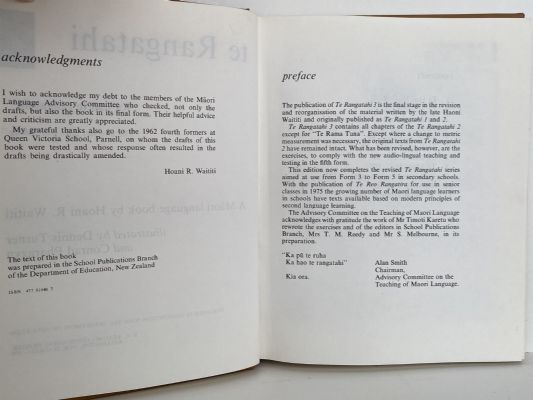 acknowledgments
I wish to acknowledge my debt to the members of the Māori
Language Advisory Committee who checked, not only the
drafts, but also the book in its final form. Their helpful advice
and criticism are greatly appreciated.
My grateful thanks also go to the 1962 fourth formers at
Queen Victoria School, Parnell, on whom the drafts of this
book were tested and whose response often resulted in the
drafts being drastically amended.
Hoani R. Waititi
The text of this book
was prepared in the School Publications Branch
of the Department of Education, New Zealand
ISBN 477
preface
The publication of Te Rangatahi 3 is the final stage in the revision
and reorganisation of the material written by the late Hoani
Waititi and originally published as Te Rangatahi 1 and 2.
Te Rangatahi 3 contains all chapters of the Te Rangatahi 2
except for "Te Rama Tuna". Except where a change to metric
measurement was necessary, the original texts from Te Rangatahi
2 have remained intact. What has been revised, however, are the
exercises, to comply with the new audio-lingual teaching and
testing in the fifth form.
This edition now completes the revised Te Rangatahi series
aimed at use from Form 3 to Form 5 in secondary schools.
With the publication of Te Reo Rangatira for use in senior
classes in 1975 the growing number of Maori language learners
in schools have texts available based on modern principles of
second language learning.
The Advisory Committee on the Teaching of Maori Language
acknowledges with gratitude the work of Mr Timoti Karetu who
rewrote the exercises and of the editors in School Publications
Branch, Mrs T. M. Reedy and Mr S. Melbourne, in its
preparation.
"Ka pū te ruha
Ka hao te rangatahi" Alan Smith
Chairman,
Kia ora. Advisory Committee on the
Teaching of Maori Language.